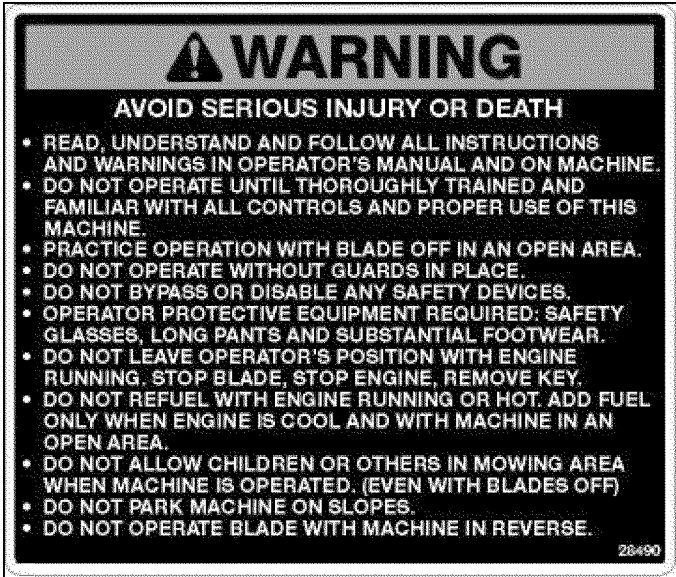 WARNING
AVOID SERIOUS INJURY OR DEATH
• READ, UNDERSTAND AND FOLLOW ALL INSTRUCTIONS
AND WARNINGS IN OPERATOR'S MANUAL AND ON MACHINE.
• DO NOT OPERATE UNTIL THOROUGHLY TRAINED AND
FAMILIAR WITH ALL CONTROLS AND PROPER USE OF THIS
MACHINE.
• PRACTICE OPERATION WITH BLADE OFF IN AN OPEN AREA.
• DO NOT OPERATE WITHOUT GUARDS IN PLACE.
• DO NOT BYPASS OR DISABLE ANY SAFETY DEVICES.
• OPERATOR PROTECTIVE EQUIPMENT REQUIRED: SAFETY
GLASSES, LONG PANTS AND SUBSTANTIAL FOOTWEAR.
• DO NOT LEAVE OPERATOR'S POSITION WITH ENGINE
RUNNING. STOP BLADE, STOP ENGINE, REMOVE KEY.
• DO NOT REFUEL WITH ENGINE RUNNING OR HOT. ADD FUEL
ONLY WHEN ENGINE IS COOL AND WITH MACHINE IN AN
OPEN AREA.
• DO NOT ALLOW CHILDREN OR OTHERS IN MOWING AREA
WHEN MACHINE IS OPERATED. (EVEN WITH BLADES OFF)
• DO NOT PARK MACHINE ON SLOPES.
• DO NOT OPERATE BLADE WITH MACHINE IN REVERSE.
28490